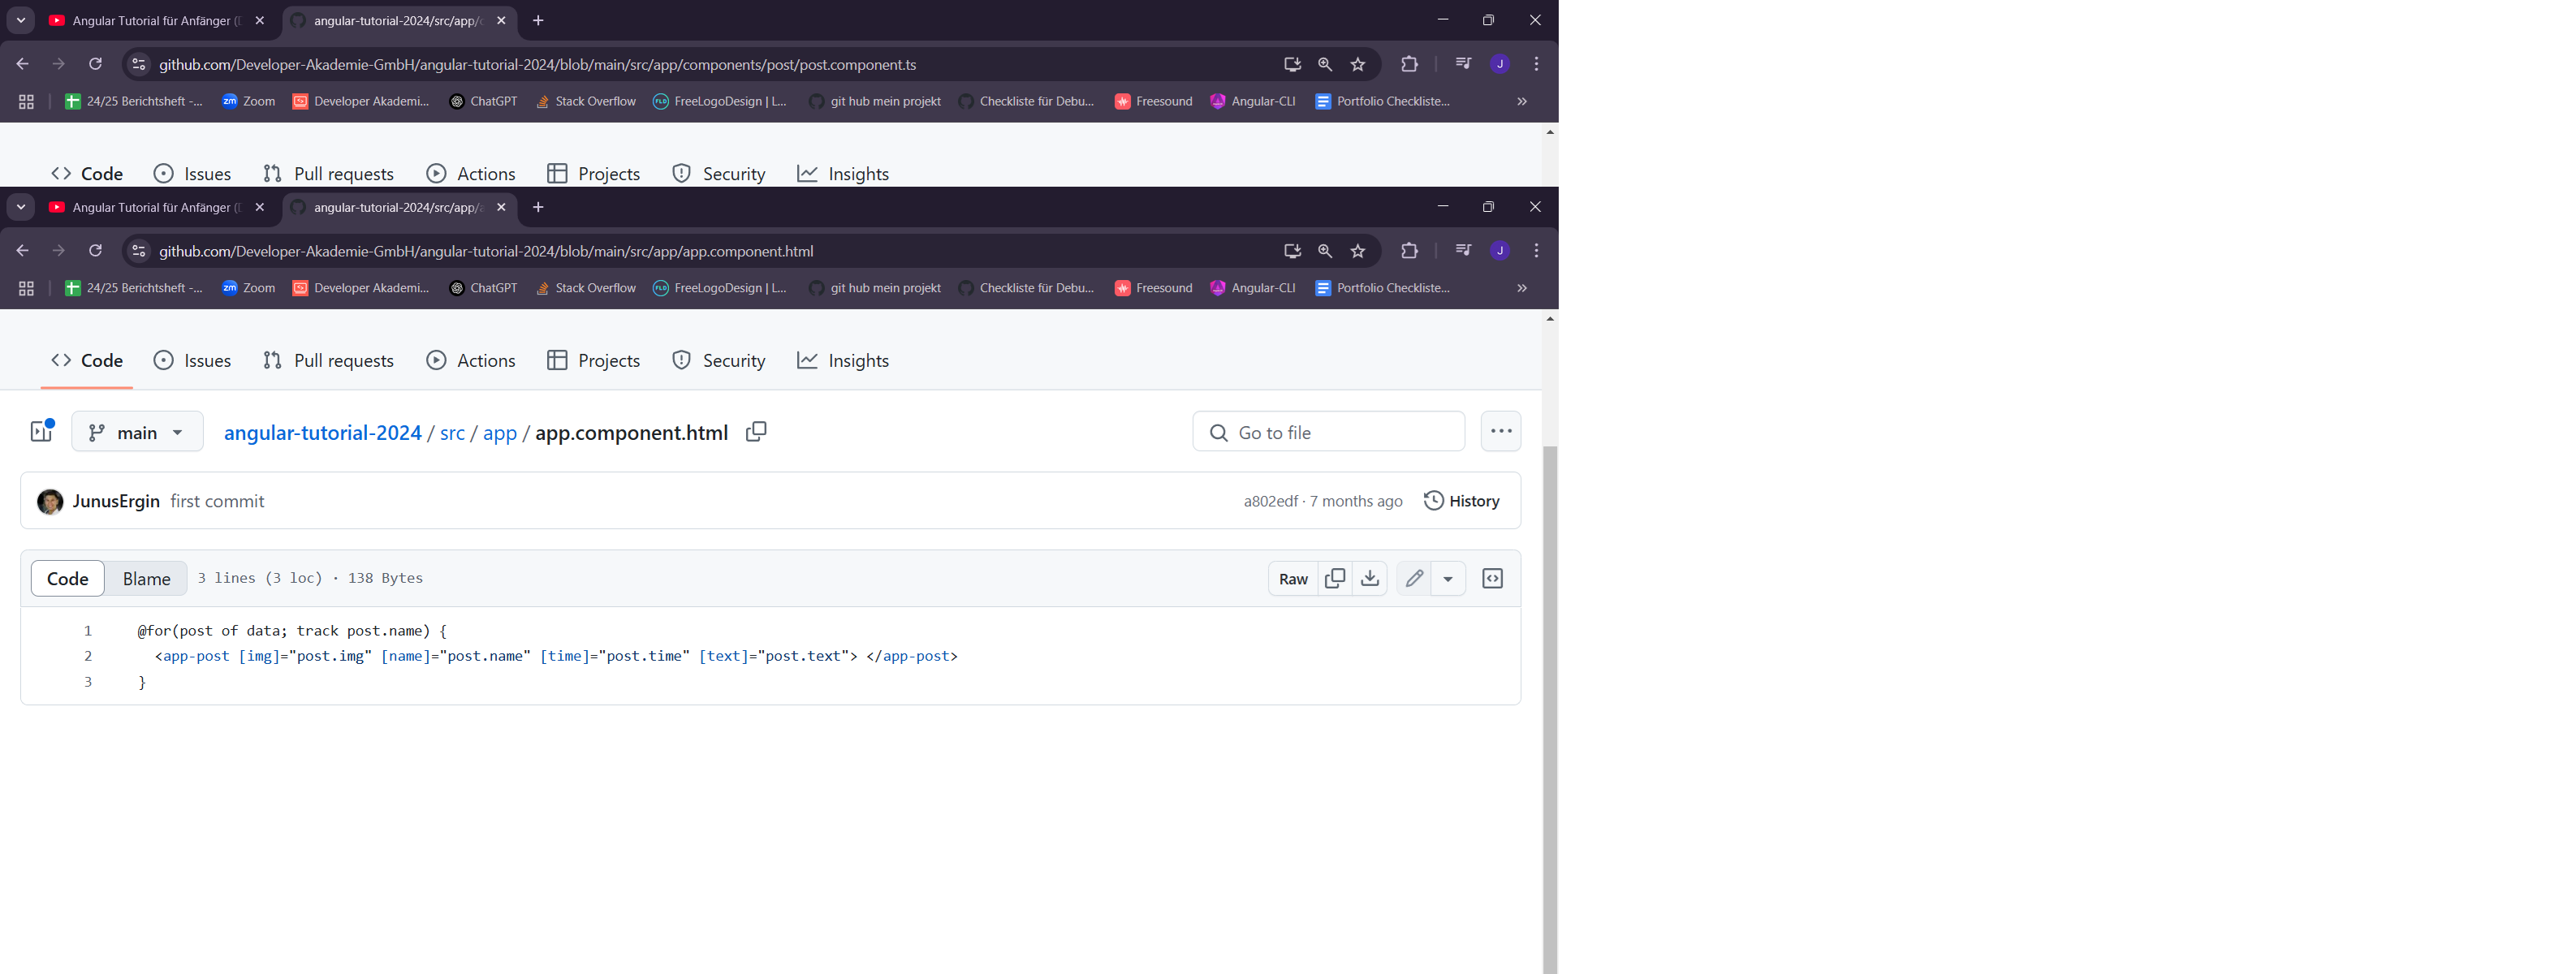 Angular Tutorial für Anfänger (
angular-tutorial-2024/src/app/
github.com/Developer-Akademie-GmbH/angular-tutorial-2024/blob/main/src/app/components/post/post.component.ts
J
24/25 Berichtsheft -... zm Zoom Developer Akademi... ChatGPT Stack Overflow FLD FreeLogoDesign | L... git hub mein projekt Checkliste für Debu... Freesound Angular-CLI Portfolio Checkliste... »
Code Issues Pull requests Actions Projects Security Insights
Angular Tutorial für Anfänger (
angular-tutorial-2024/src/app/
github.com/Developer-Akademie-GmbH/angular-tutorial-2024/blob/main/src/app/app.component.html
J
24/25 Berichtsheft -... zm Zoom Developer Akademi... ChatGPT Stack Overflow FLD FreeLogoDesign | L... git hub mein projekt Checkliste für Debu... Freesound Angular-CLI Portfolio Checkliste... »
Code Issues Pull requests Actions Projects Security Insights
main angular-tutorial-2024 / src / app / app.component.html Go to file
JunusErgin first commit a802edf · 7 months ago History
Code Blame 3 lines (3 loc) · 138 Bytes Raw
1 @for(post of data; track post.name) {
2 <app-post [img]="post.img" [name]="post.name" [time]="post.time" [text]="post.text"> </app-post>
3 }